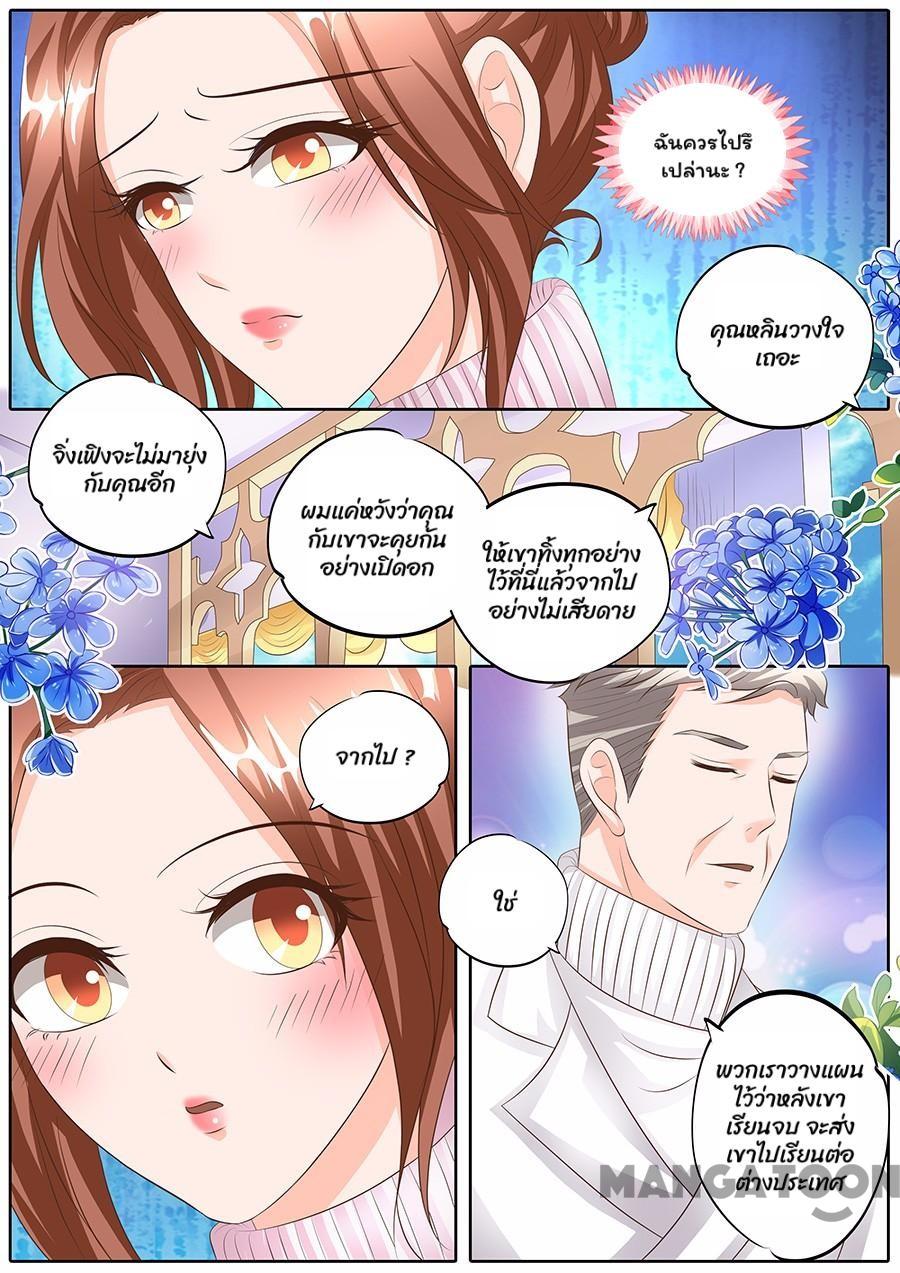 ฉันควรไปรึ
เปล่านะ ?
คุณหลินวางใจ
เถอะ
จิ่งเฟิงจะไม่มายุ่ง
กับคุณอีก
ผมแค่หวังว่าคุณ
กับเขาจะคุยกัน
อย่างเปิดอก
ให้เขาทิ้งทุกอย่าง
ไว้ที่นี่แล้วจากไป
อย่างไม่เสียดาย
จากไป ?
ใช่
พวกเราวางแผน
ไว้ว่าหลังเขา
เรียนจบ จะส่ง
เขาไปเรียนต่อ
ต่างประเทศ
MANGATOON